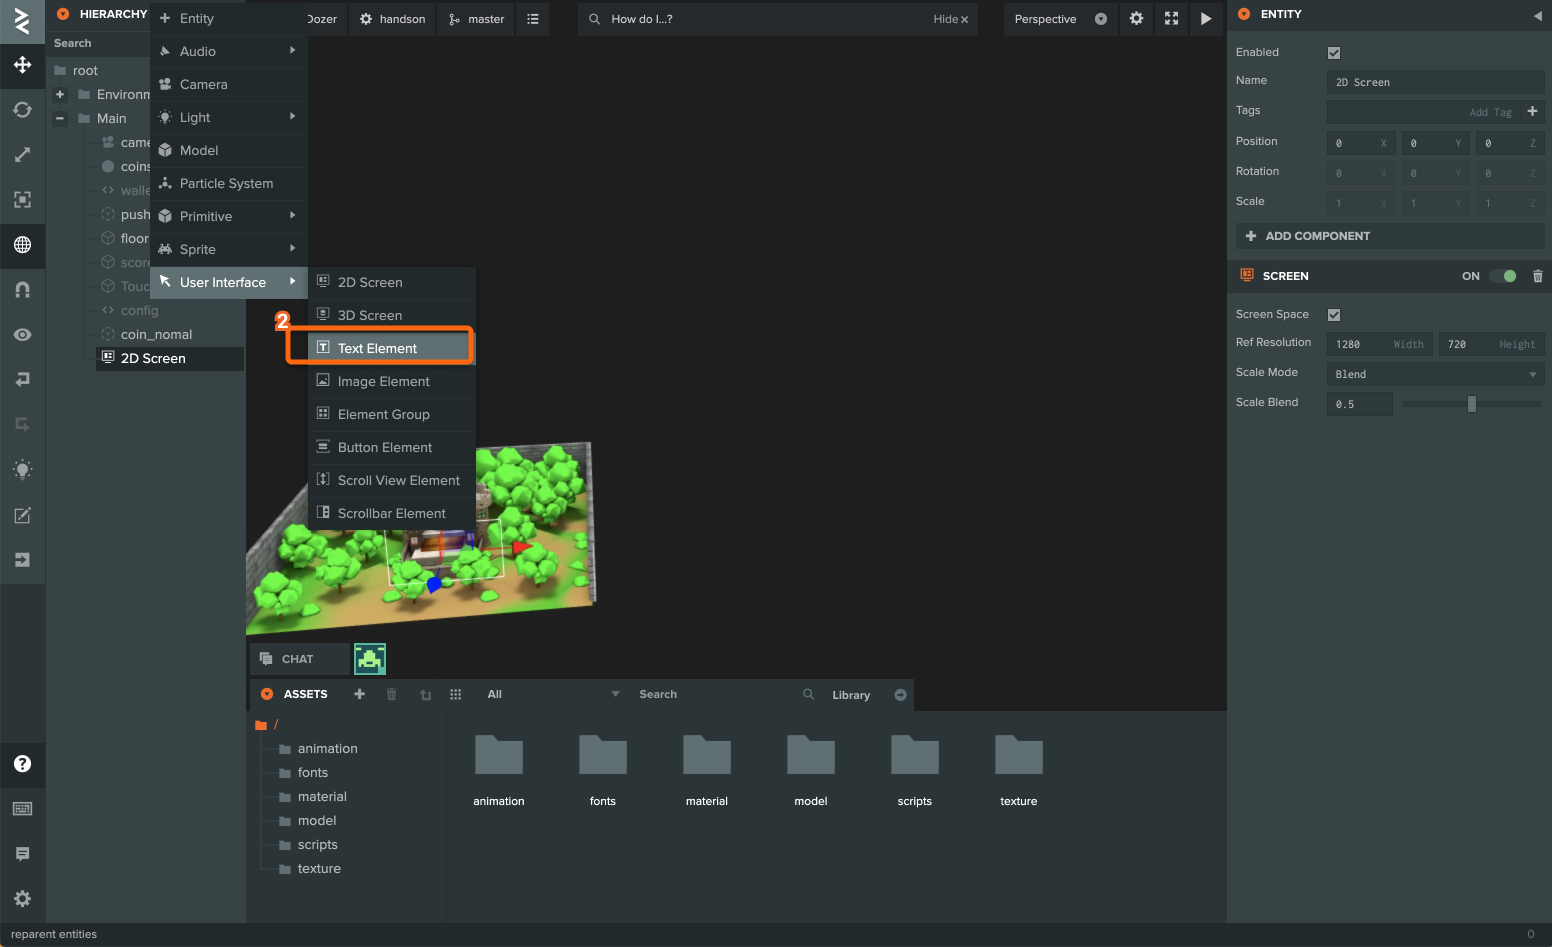 HIERARCHY
Search
root
Environm
Main
came
coins
walle
push
floor
score
Touc
config
coin_nomal
2D Screen
Entity
Audio
Camera
Light
Model
Particle System
Primitive
Sprite
User Interface
2D Screen
3D Screen
2
Text Element
Image Element
Element Group
Button Element
Scroll View Element
Scrollbar Element
Dozer
handson
master
How do I...?
Hide
Perspective
ENTITY
Enabled
Name
2D Screen
Tags
Add Tag
Position
0 X 0 Y 0 Z
Rotation
0 X 0 Y 0 Z
Scale
1 X 1 Y 1 Z
ADD COMPONENT
SCREEN
ON
Screen Space
Ref Resolution
1280 Width 720 Height
Scale Mode
Blend
Scale Blend
0.5
CHAT
ASSETS
All
Search
Library
/
animation
fonts
material
model
scripts
texture
animation
fonts
material
model
scripts
texture
reparent entities
0